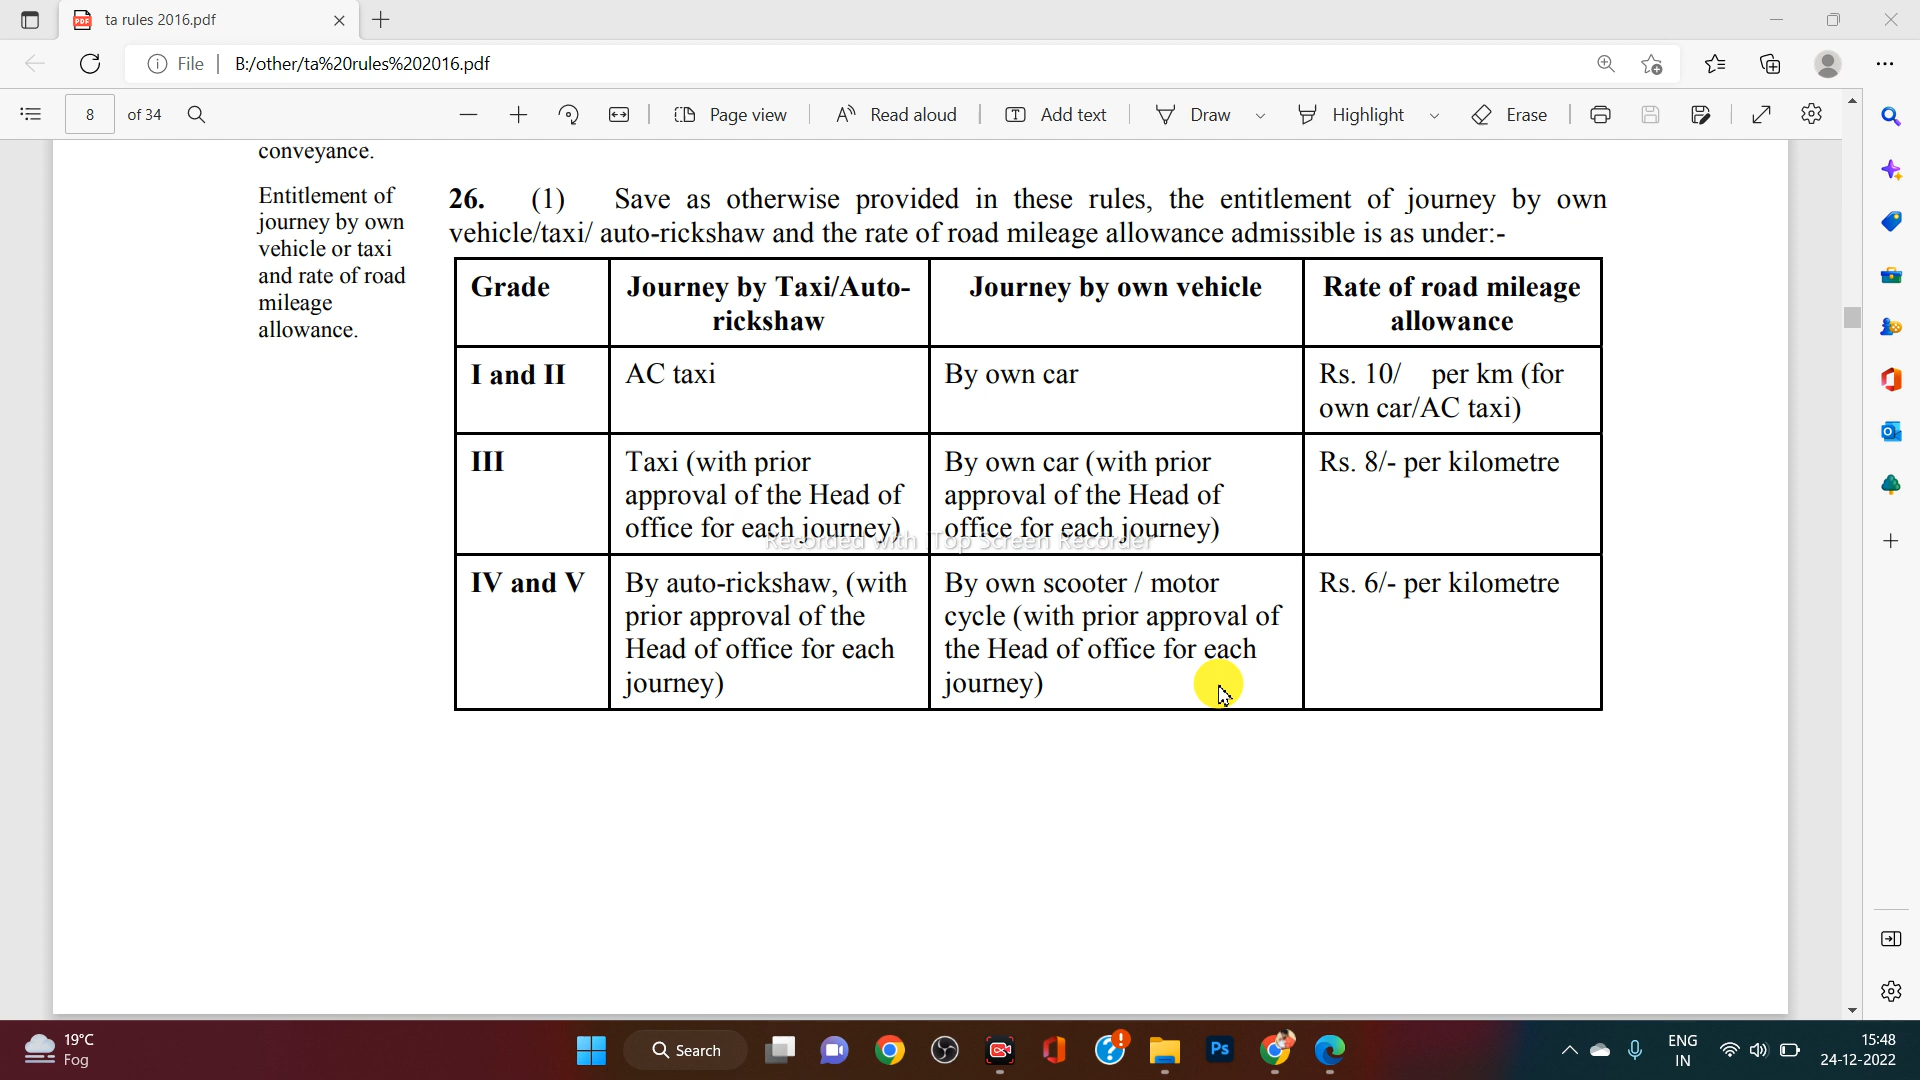 ta rules 2016.pdf
File
B:/other/ta%20rules%202016.pdf
8 of 34
Page view
Read aloud
Add text
Draw
Highlight
Erase
conveyance.
Entitlement of
journey by own
vehicle or taxi
and rate of road
mileage
allowance.
26. (1) Save as otherwise provided in these rules, the entitlement of journey by own
vehicle/taxi/ auto-rickshaw and the rate of road mileage allowance admissible is as under:-
Grade
Journey by Taxi/Auto-
rickshaw
Journey by own vehicle
Rate of road mileage
allowance
I and II
AC taxi
By own car
Rs. 10/ per km (for
own car/AC taxi)
III
Taxi (with prior
approval of the Head of
office for each journey)
By own car (with prior
approval of the Head of
office for each journey)
Rs. 8/- per kilometre
Recorded with iTop Screen Recorder
IV and V
By auto-rickshaw, (with
prior approval of the
Head of office for each
journey)
By own scooter / motor
cycle (with prior approval of
the Head of office for each
journey)
Rs. 6/- per kilometre
19°C
Fog
Search
Ps
ENG
IN
15:48
24-12-2022